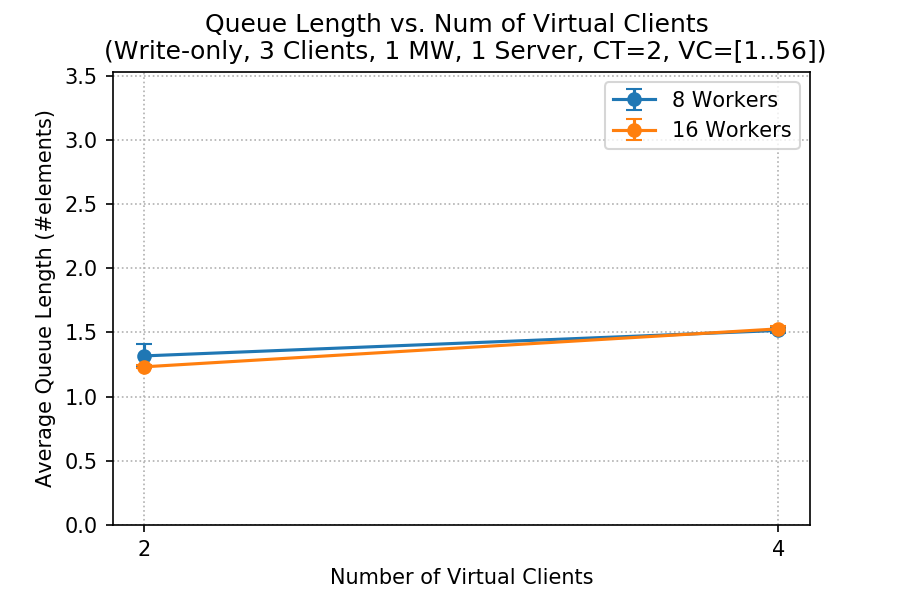 Queue Length vs. Num of Virtual Clients
(Write-only, 3 Clients, 1 MW, 1 Server, CT=2, VC=[1..56])
8 Workers
16 Workers
Average Queue Length (#elements)
3.5
3.0
2.5
2.0
1.5
1.0
0.5
0.0
2
4
Number of Virtual Clients